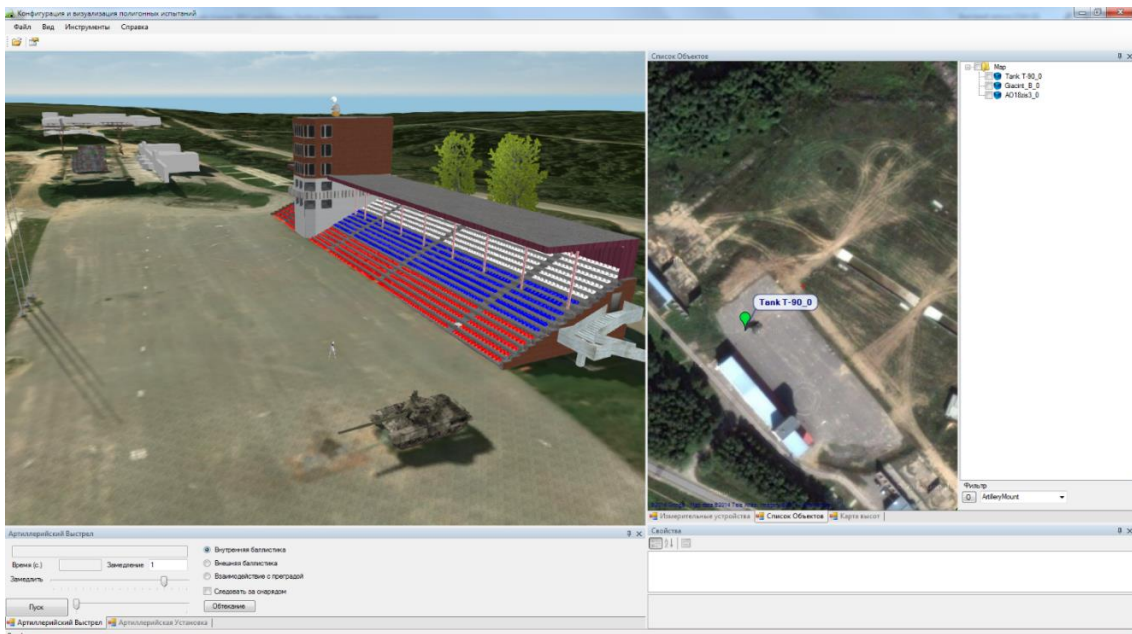 Конфигурация и визуализация полигонных испытаний
Файл Вид Инструменты Справка
Список Объектов
Map
Tank T-90_0
Giacint_B_0
AO18zis3_0
Tank T-90_0
Фильтр
() ArtilleryMount
Измерительные устройства Список Объектов Карта высот
Артиллерийский Выстрел
Время (с.) Замедление 1
Замедлить
Пуск
Внутренняя баллистика
Внешняя баллистика
Взаимодействие с преградой
Следовать за снарядом
Обтекание
Артиллерийский Выстрел Артиллерийская Установка
Свойства